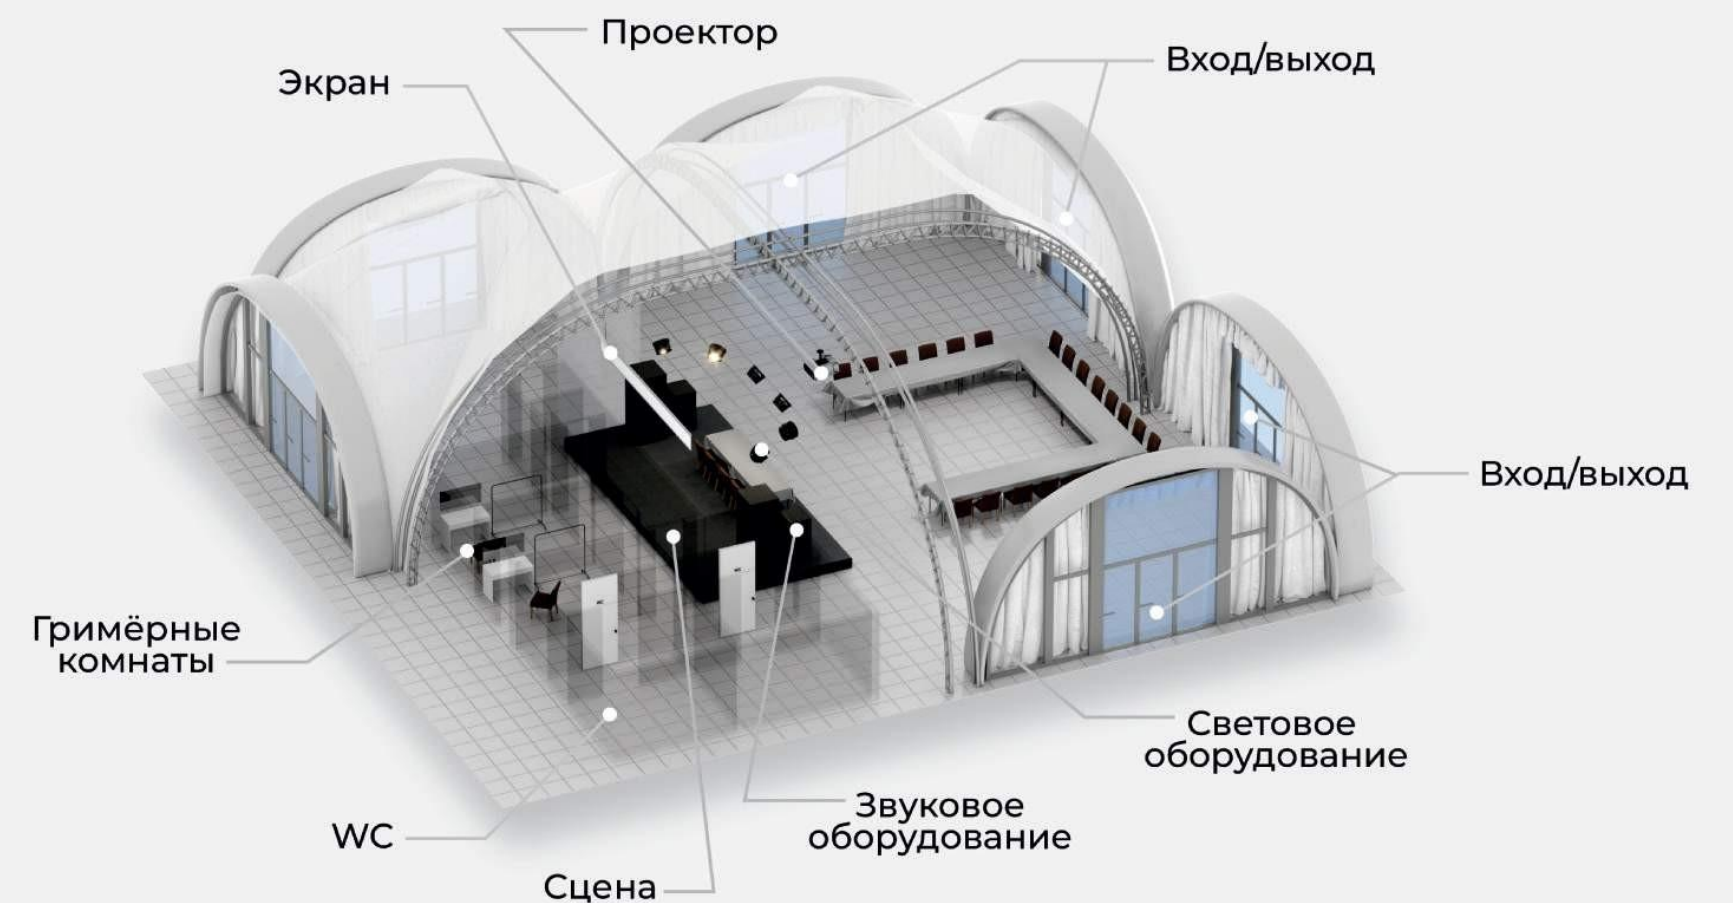 Проектор
Экран
Вход/выход
Вход/выход
Гримёрные
комнаты
Световое
оборудование
Звуковое
оборудование
WC
Сцена